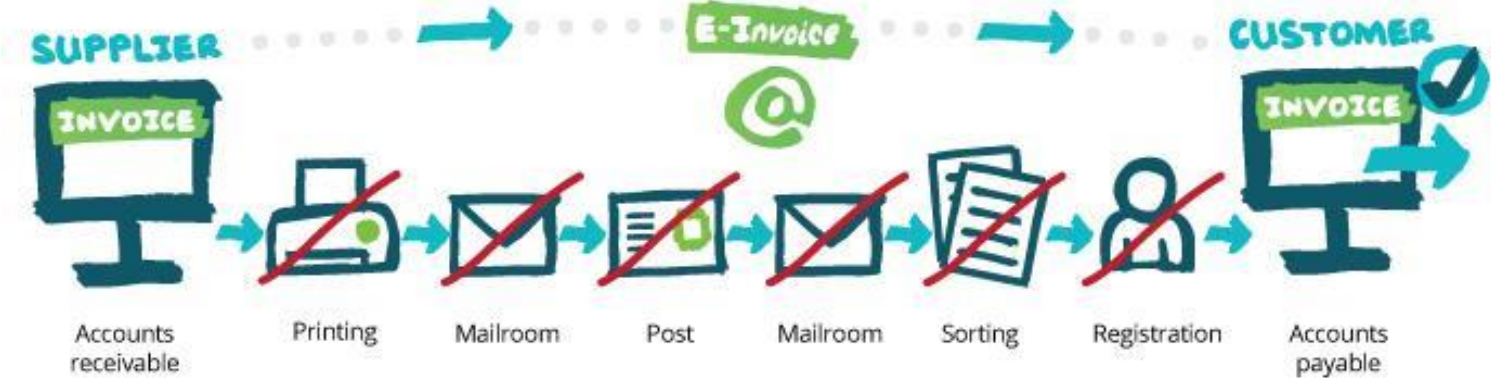 E-Invoice
SUPPLIER
CUSTOMER
INVOICE
INVOICE
Accounts
receivable
Printing
Mailroom
Post
Mailroom
Sorting
Registration
Accounts
payable